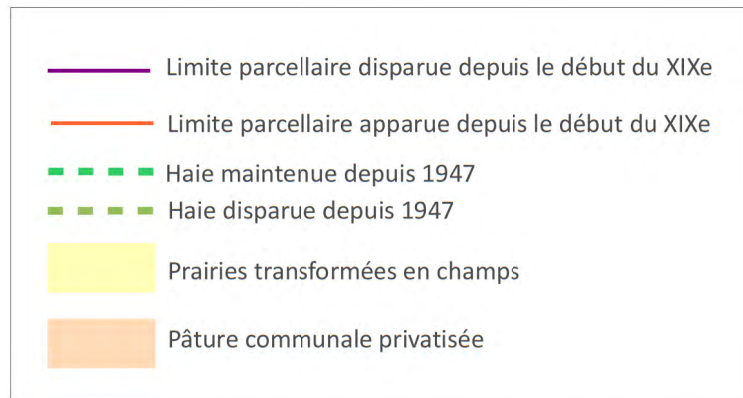 Limite parcellaire disparue depuis le début du XIXe
Limite parcellaire apparue depuis le début du XIXe
Haie maintenue depuis 1947
Haie disparue depuis 1947
Prairies transformées en champs
Pâture communale privatisée